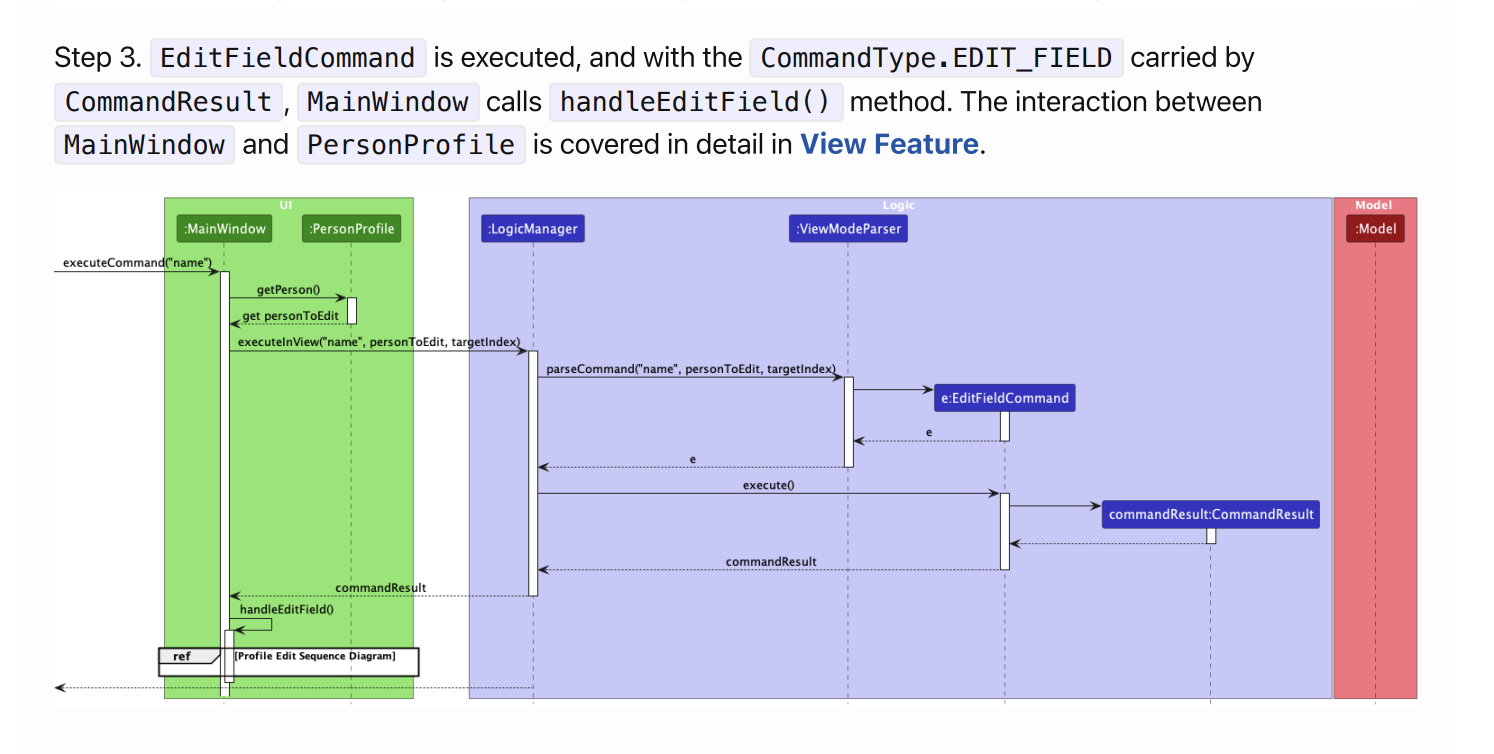 Step 3. EditFieldCommand is executed, and with the CommandType.EDIT_FIELD carried by
CommandResult, MainWindow calls handleEditField() method. The interaction between
MainWindow and PersonProfile is covered in detail in View Feature.
UI
Logic
Model
:MainWindow
:PersonProfile
:LogicManager
:ViewModeParser
:Model
executeCommand("name")
getPerson()
get personToEdit
executeInView("name", personToEdit, targetIndex)
parseCommand("name", personToEdit, targetIndex)
e:EditFieldCommand
e
e
execute()
commandResult:CommandResult
commandResult
commandResult
handleEditField()
ref
[Profile Edit Sequence Diagram]